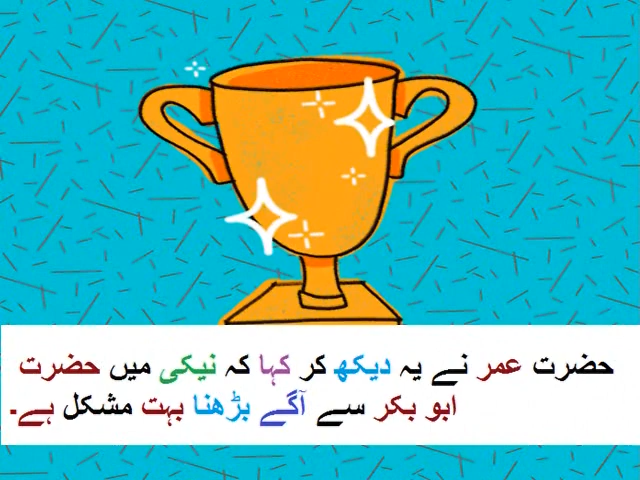 حضرت عمر نے یہ دیکھ کر کہا کہ نیکی میں حضرت
ابو بکر سے آگے بڑھنا بہت مشکل ہے۔